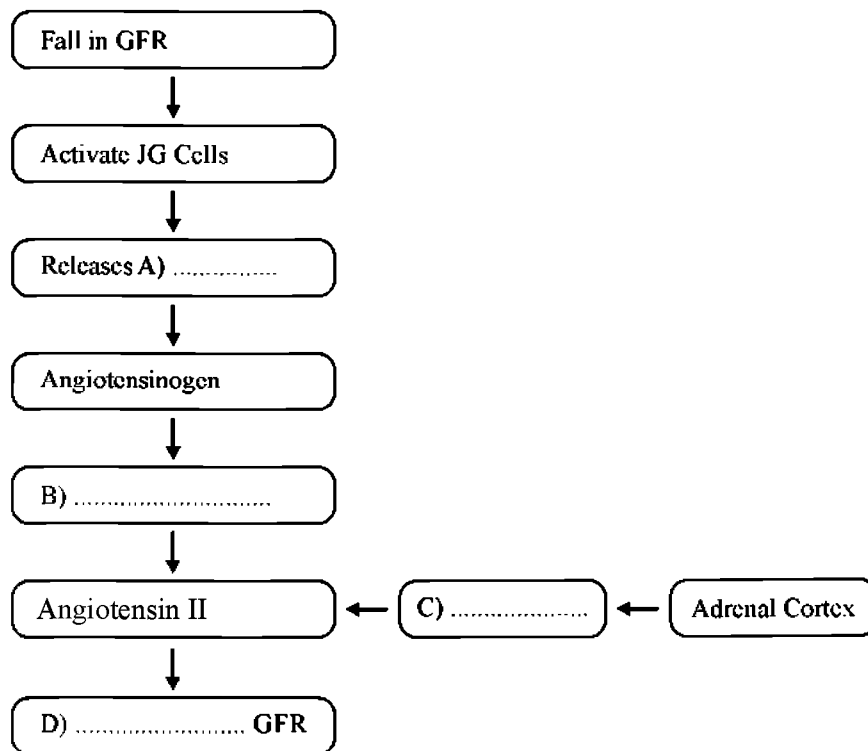 Fall in GFR
Activate JG Cells
Releases A) ................
Angiotensinogen
B) ..............................
Angiotensin II
C) .....................
Adrenal Cortex
D) .......................... GFR